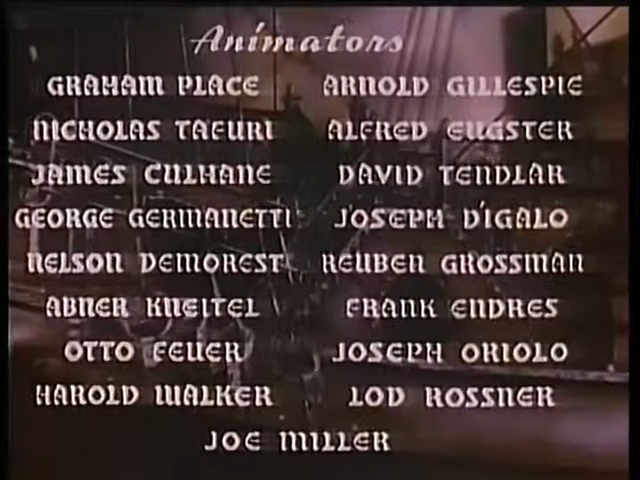 Animators
GRAHAM PLACE ARNOLD GILLESPIE
NICHOLAS TAFURI ALFRED EUGSTER
JAMES CULHANE DAVID TENDLAR
GEORGE GERMANETTI JOSEPH D'IGALO
NELSON DEMOREST REUBEN GROSSMAN
ABNER KNEITEL FRANK ENDRES
OTTO FEUER JOSEPH ORIOLO
HAROLD WALKER LOD ROSSNER
JOE MILLER